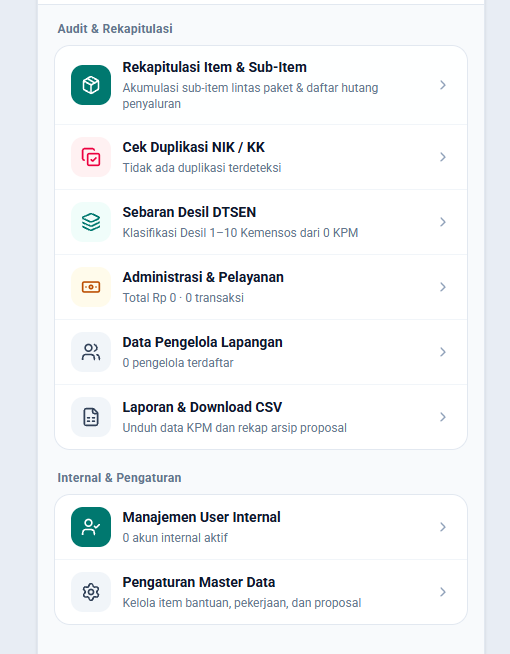 Audit & Rekapitulasi
Rekapitulasi Item & Sub-Item
Akumulasi sub-item lintas paket & daftar hutang
penyaluran
Cek Duplikasi NIK / KK
Tidak ada duplikasi terdeteksi
Sebaran Desil DTSEN
Klasifikasi Desil 1–10 Kemensos dari 0 KPM
Administrasi & Pelayanan
Total Rp 0 · 0 transaksi
Data Pengelola Lapangan
0 pengelola terdaftar
Laporan & Download CSV
Unduh data KPM dan rekap arsip proposal
Internal & Pengaturan
Manajemen User Internal
0 akun internal aktif
Pengaturan Master Data
Kelola item bantuan, pekerjaan, dan proposal